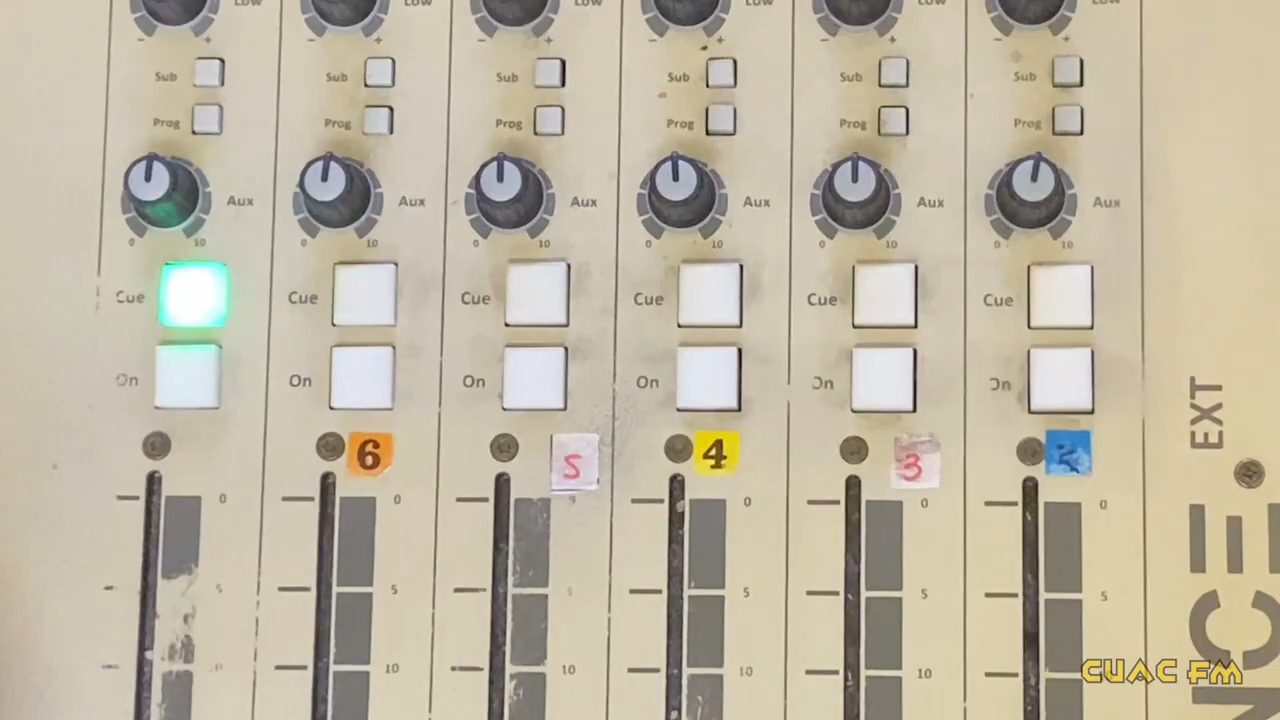 Low Low Low Low Low Low
- + - + - + - + - + - +
Sub Sub Sub Sub Sub Sub
Prog Prog Prog Prog Prog Prog
Aux Aux Aux Aux Aux Aux
0 10 0 10 0 10 0 10 0 10 0 10
Cue Cue Cue Cue Cue Cue
On On On On On On
EXT
6 5 4 3 2
0 0 0 0 0
5 5 5 5 5 5
10 10 10 10
NCE
CUAC FM